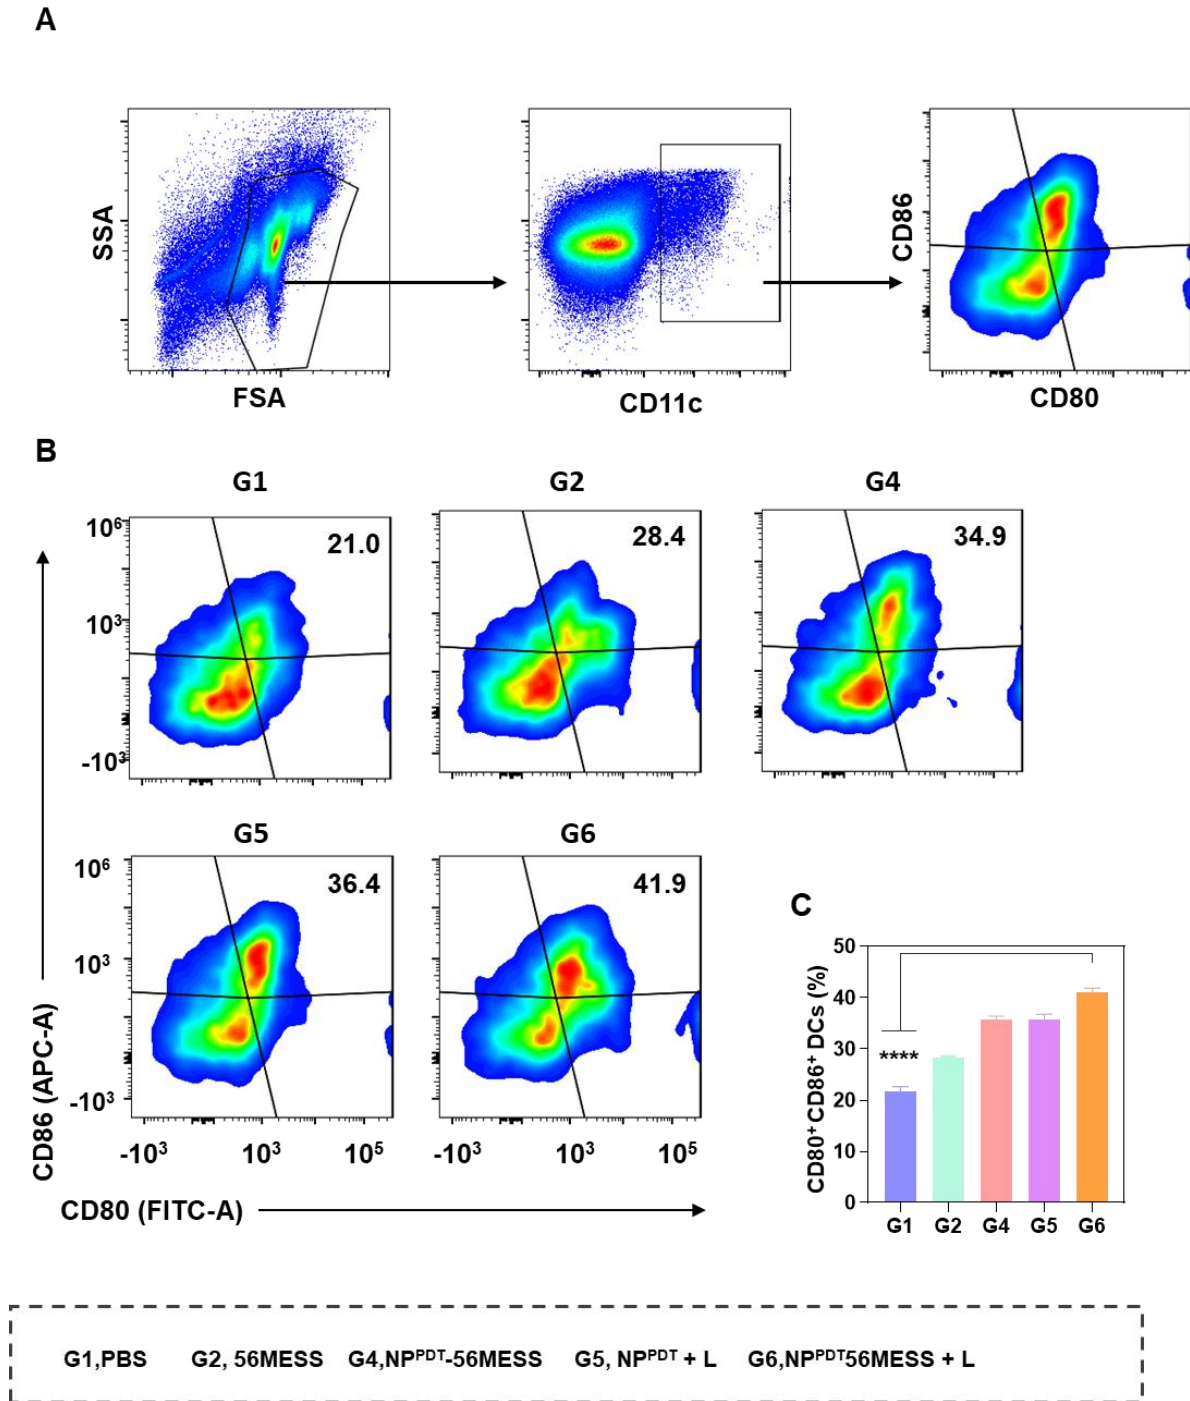 A
SSA
FSA
CD11c
CD86
CD80
B
G1
G2
G4
10⁶
10³
-10³
21.0
28.4
34.9
G5
G6
10⁶
10³
-10³
36.4
41.9
-10³ 10³ 10⁵
-10³ 10³ 10⁵
CD86 (APC-A)
CD80 (FITC-A)
C
CD80⁺ CD86⁺ DCs (%)
50
40
30
20
10
0
****
G1 G2 G4 G5 G6
G1,PBS G2, 56MESS G4,NPᴾᴰᵀ-56MESS G5, NPᴾᴰᵀ + L G6,NPᴾᴰᵀ56MESS + L